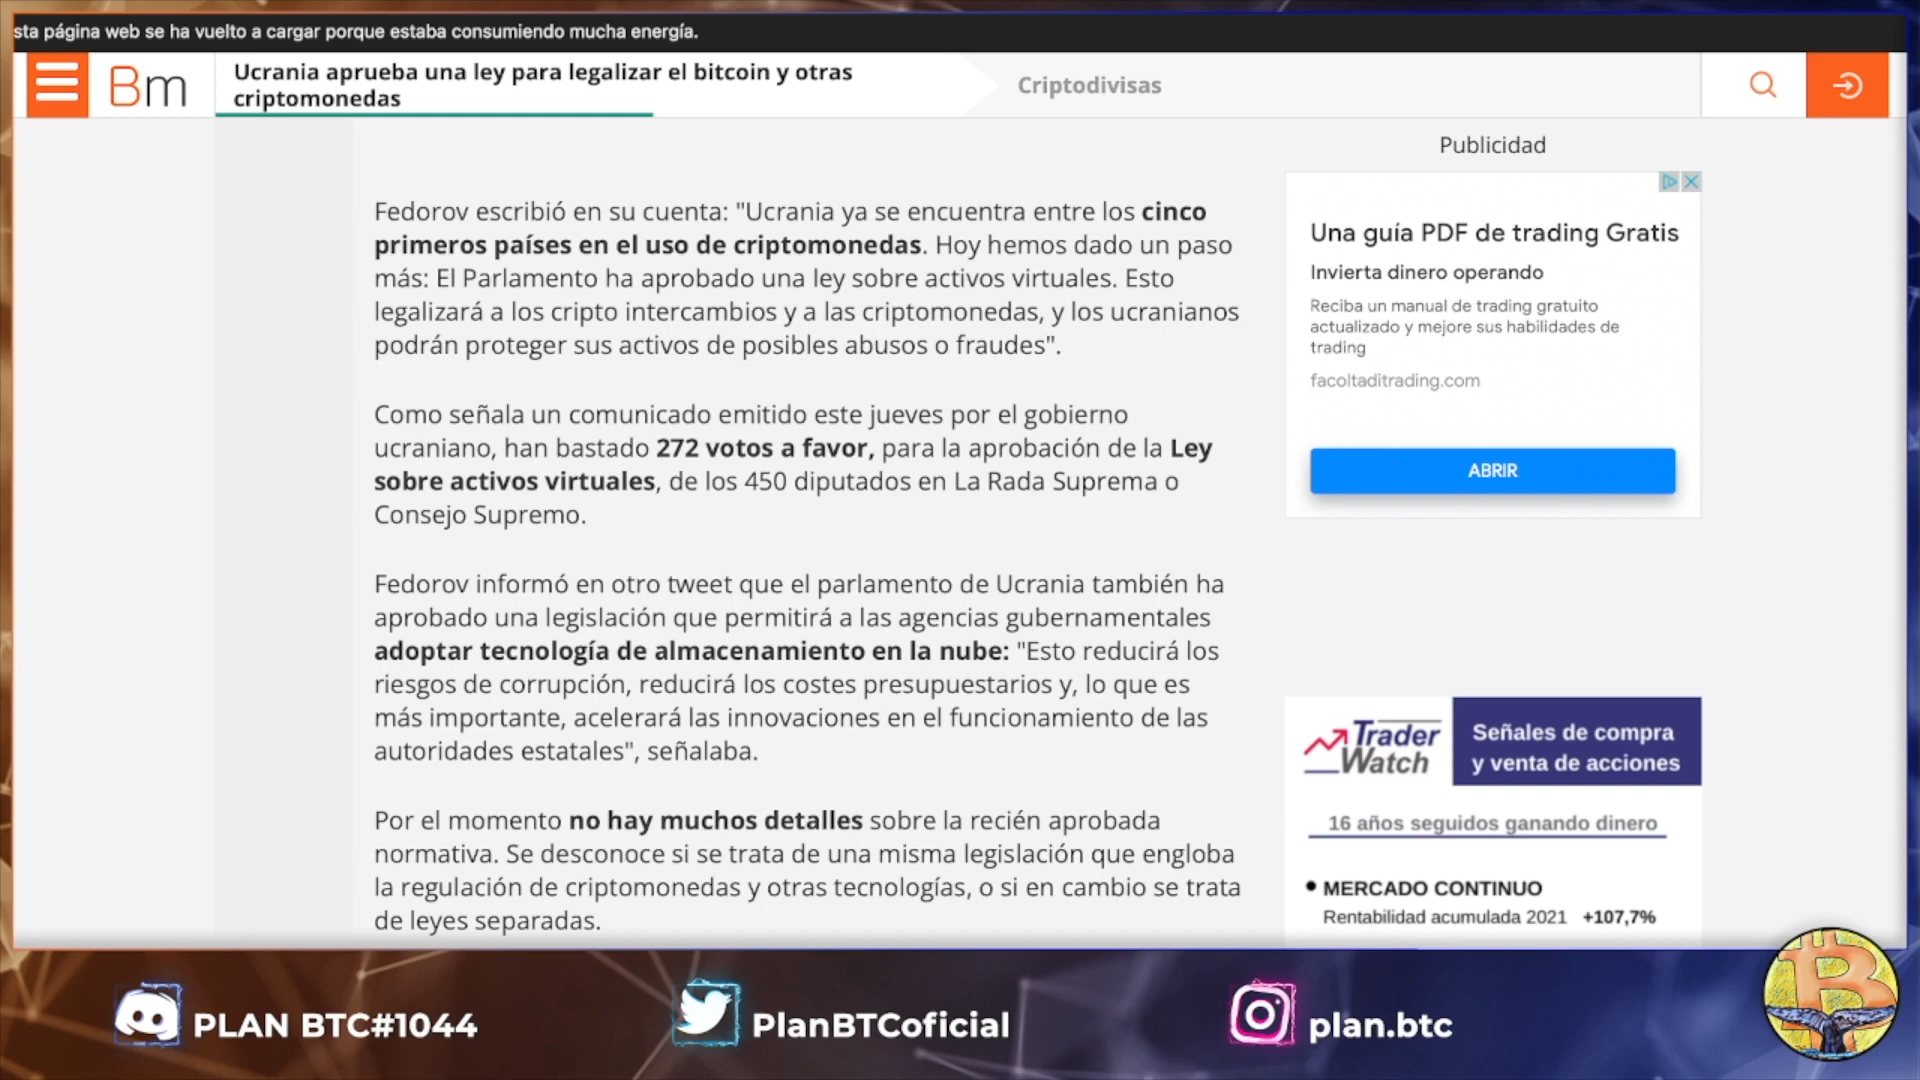 sta página web se ha vuelto a cargar porque estaba consumiendo mucha energía.
Bm
Ucrania aprueba una ley para legalizar el bitcoin y otras
criptomonedas
Criptodivisas
Fedorov escribió en su cuenta: "Ucrania ya se encuentra entre los cinco
primeros países en el uso de criptomonedas. Hoy hemos dado un paso
más: El Parlamento ha aprobado una ley sobre activos virtuales. Esto
legalizará a los cripto intercambios y a las criptomonedas, y los ucranianos
podrán proteger sus activos de posibles abusos o fraudes".
Como señala un comunicado emitido este jueves por el gobierno
ucraniano, han bastado 272 votos a favor, para la aprobación de la Ley
sobre activos virtuales, de los 450 diputados en La Rada Suprema o
Consejo Supremo.
Fedorov informó en otro tweet que el parlamento de Ucrania también ha
aprobado una legislación que permitirá a las agencias gubernamentales
adoptar tecnología de almacenamiento en la nube: "Esto reducirá los
riesgos de corrupción, reducirá los costes presupuestarios y, lo que es
más importante, acelerará las innovaciones en el funcionamiento de las
autoridades estatales", señalaba.
Por el momento no hay muchos detalles sobre la recién aprobada
normativa. Se desconoce si se trata de una misma legislación que engloba
la regulación de criptomonedas y otras tecnologías, o si en cambio se trata
de leyes separadas.
Publicidad
Una guía PDF de trading Gratis
Invierta dinero operando
Reciba un manual de trading gratuito
actualizado y mejore sus habilidades de
trading
facoltaditrading.com
ABRIR
Trader
Watch
Señales de compra
y venta de acciones
16 años seguidos ganando dinero
• MERCADO CONTINUO
Rentabilidad acumulada 2021 +107,7%
PLAN BTC#1044
PlanBTCoficial
plan.btc